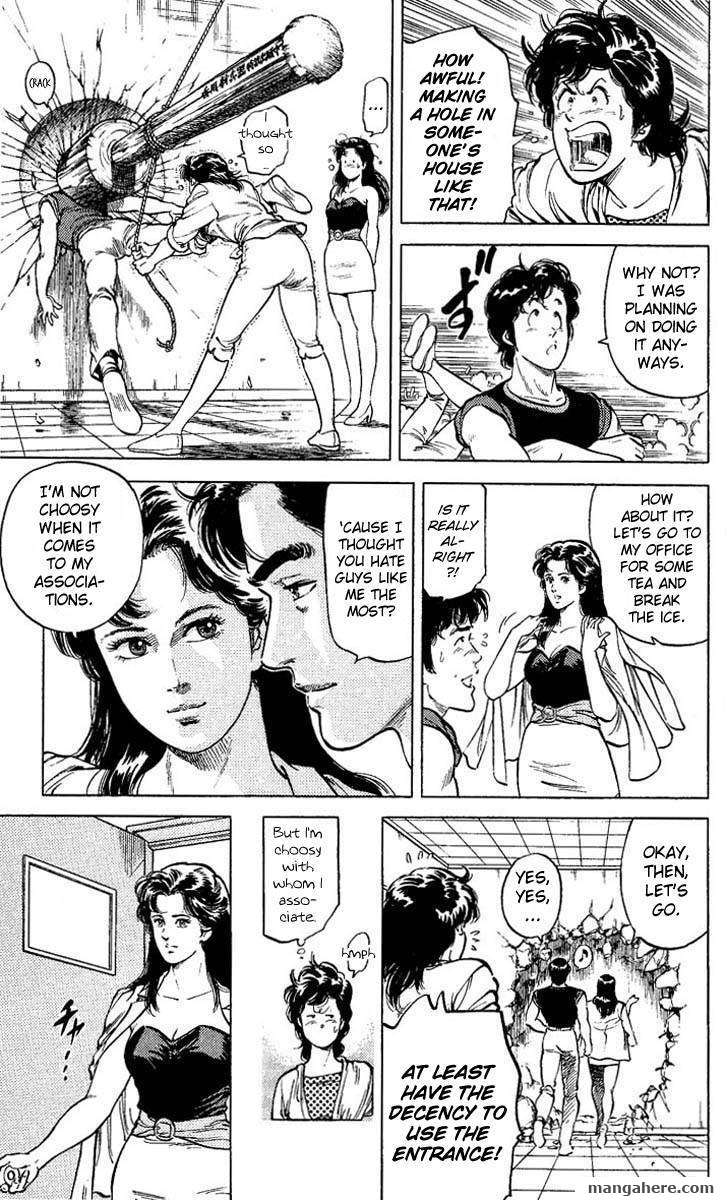 HOW
AWFUL!
MAKING
A HOLE
IN
SOME-
ONE'S
HOUSE
LIKE
THAT!
WHY NOT?
I WAS
PLANNING
ON DOING
IT ANY-
WAYS.
...
I
thought
so
CRACK
HOW
ABOUT IT?
LET'S GO TO
MY OFFICE
FOR SOME
TEA AND
BREAK
THE ICE.
IS IT
REALLY
AL-
RIGHT
?!
'CAUSE I
THOUGHT
YOU HATE
GUYS LIKE
ME THE
MOST?
I'M NOT
CHOOSY
WHEN IT
COMES
TO MY
ASSOCIA-
TIONS.
OKAY,
THEN,
LET'S
GO.
YES,
YES,
...
AT LEAST
HAVE THE
DECENCY TO
USE THE
ENTRANCE!
But I'm
choosy
with
whom I
asso-
ciate.
hmph
mangahere.com